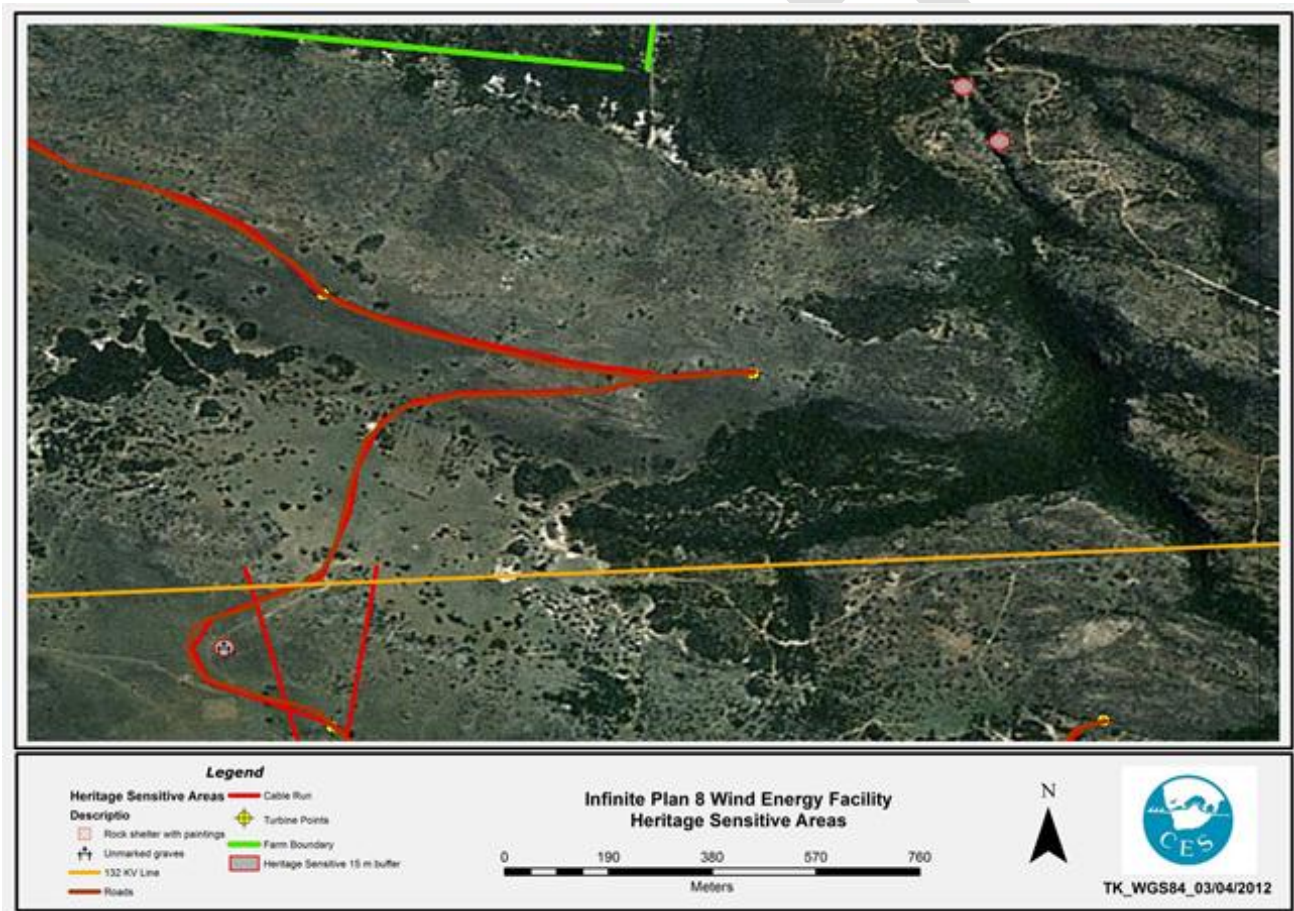 Legend
Heritage Sensitive Areas
Descriptio
Rock shelter with paintings
Unmarked graves
132 KV Line
Roads
Cable Run
Turbine Points
Farm Boundary
Heritage Sensitive 15 m buffer
Infinite Plan 8 Wind Energy Facility
Heritage Sensitive Areas
0 190 380 570 760
Meters
N
CES
TK_WGS84_03/04/2012